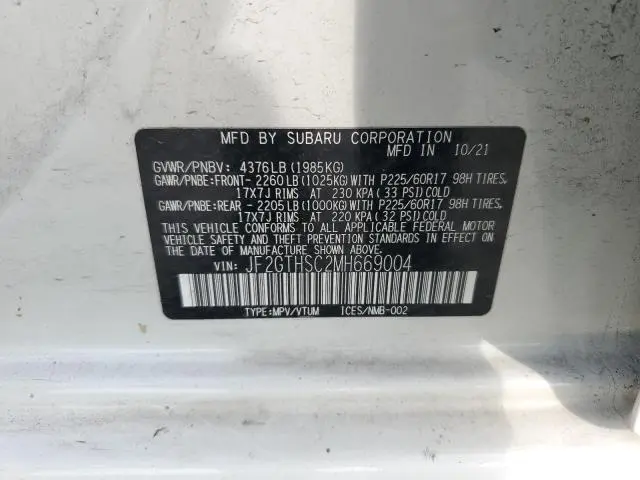 MFD BY SUBARU CORPORATION
MFD IN 10/21
GVWR/PNBV: 4376LB (1985KG)
GAWR/PNBE:FRONT- 2260LB (1025KG)WITH P225/60R17 98H TIRES,
17X7J RIMS AT 230 KPA (33 PSI)COLD
GAWR/PNBE:REAR - 2205LB (1000KG)WITH P225/60R17 98H TIRES,
17X7J RIMS AT 220 KPA (32 PSI)COLD
THIS VEHICLE CONFORMS TO ALL APPLICABLE FEDERAL MOTOR
VEHICLE SAFETY AND THEFT PREVENTION STANDARDS IN EFFECT ON
THE DATE OF MANUFACTURE SHOWN ABOVE.
VIN: JF2GTHSC2MH669004
TYPE:MPV/VTUM ICES/NMB-002